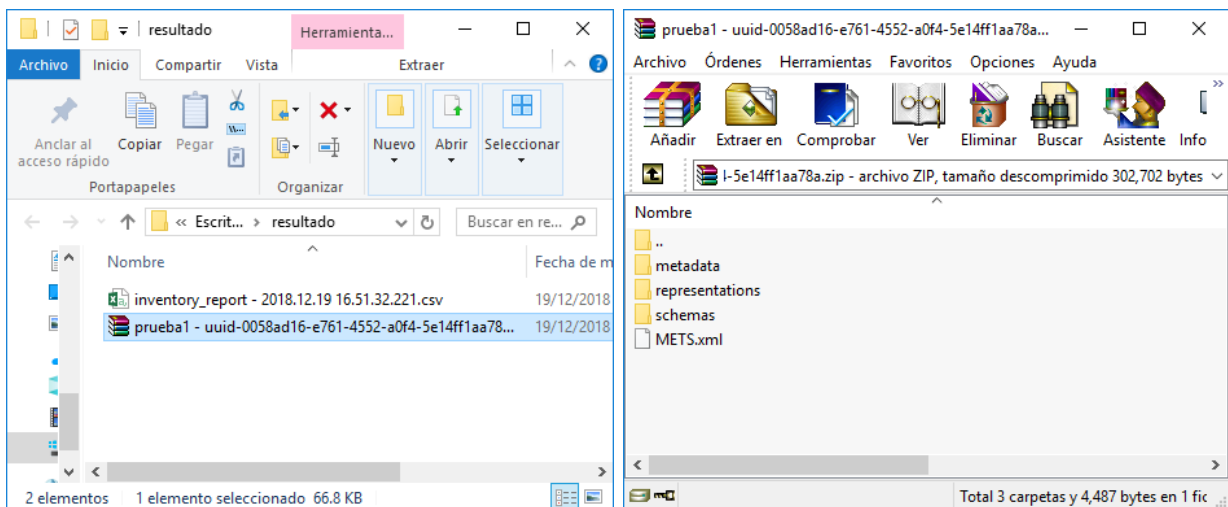 resultado
Herramienta...
Archivo Inicio Compartir Vista Extraer
Anclar al acceso rápido
Copiar
Pegar
W...
Nuevo
Abrir
Seleccionar
Portapapeles
Organizar
« Escrit... > resultado
Buscar en re...
Nombre Fecha de m
inventory_report - 2018.12.19 16.51.32.221.csv 19/12/2018
prueba1 - uuid-0058ad16-e761-4552-a0f4-5e14ff1aa78... 19/12/2018
2 elementos 1 elemento seleccionado 66.8 KB
prueba1 - uuid-0058ad16-e761-4552-a0f4-5e14ff1aa78a...
Archivo Órdenes Herramientas Favoritos Opciones Ayuda
Añadir Extraer en Comprobar Ver Eliminar Buscar Asistente Info
l-5e14ff1aa78a.zip - archivo ZIP, tamaño descomprimido 302,702 bytes
Nombre
..
metadata
representations
schemas
METS.xml
Total 3 carpetas y 4,487 bytes en 1 fic